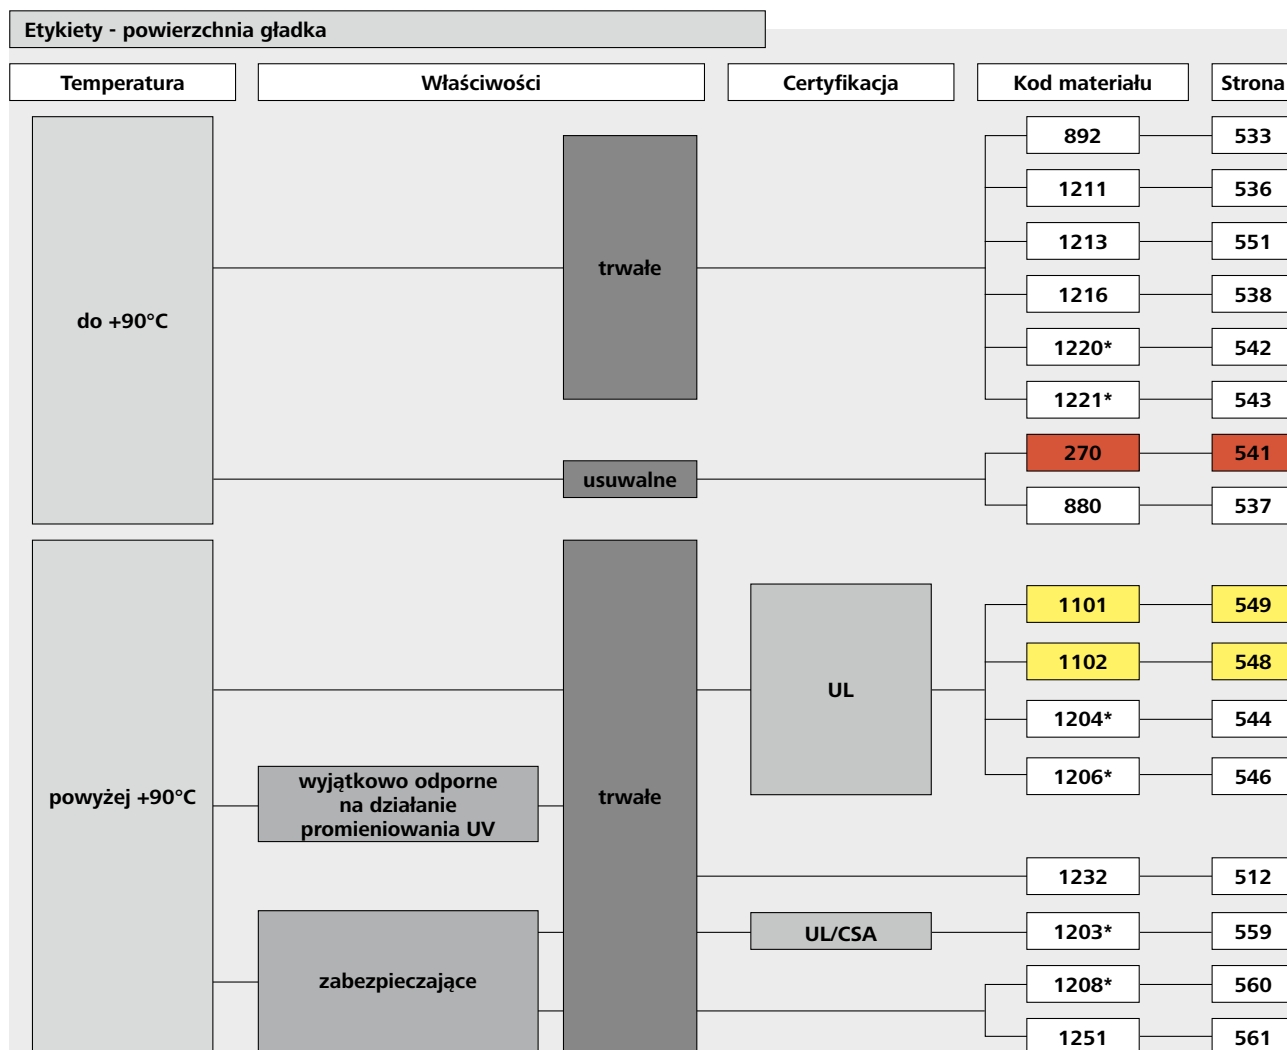 Etykiety - powierzchnia gładka
Temperatura
Właściwości
Certyfikacja
Kod materiału
Strona
do +90°C
trwałe
892
533
1211
536
1213
551
1216
538
1220*
542
1221*
543
usuwalne
270
541
880
537
powyżej +90°C
wyjątkowo odporne
na działanie
promieniowania UV
zabezpieczające
trwałe
UL
1101
549
1102
548
1204*
544
1206*
546
1232
512
UL/CSA
1203*
559
1208*
560
1251
561